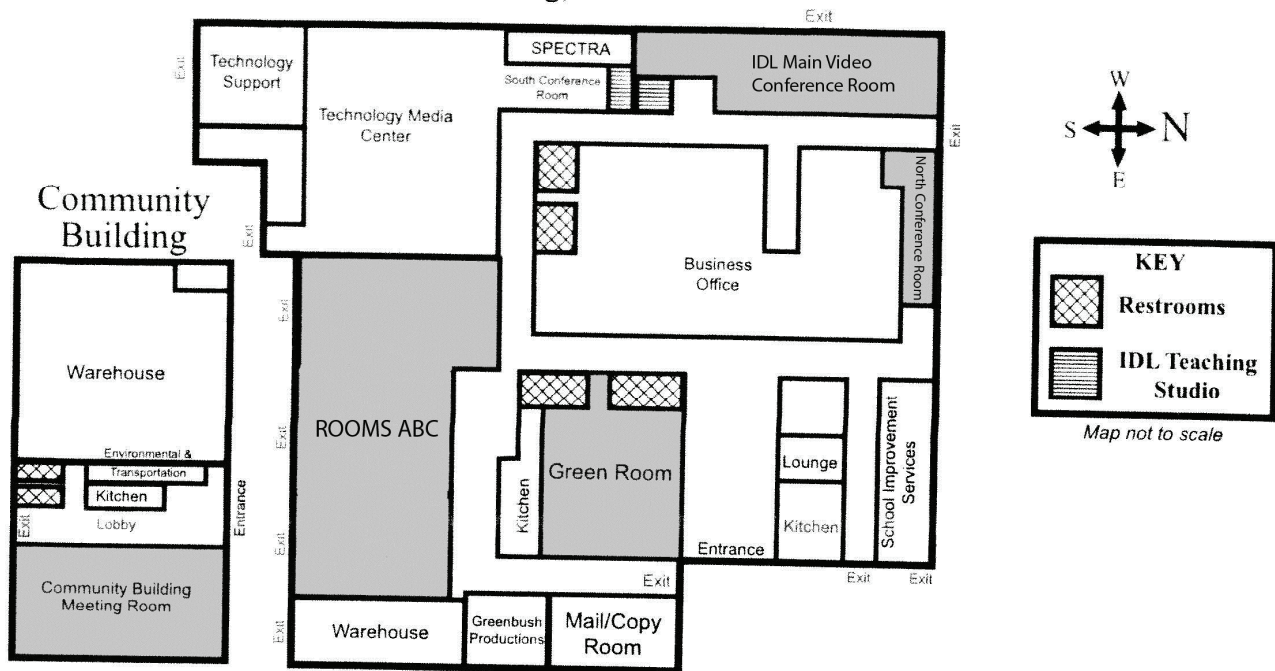 Exit
Exit
Technology
Support
Technology Media
Center
SPECTRA
South Conference
Room
IDL Main Video
Conference Room
Exit
W
S
N
E
Community
Building
Exit
North Conference Room
Business
Office
KEY
Restrooms
IDL Teaching
Studio
Map not to scale
Warehouse
Environmental &
Transportation
Kitchen
Lobby
Exit
Entrance
Community Building
Meeting Room
Exit
Exit
Exit
Exit
ROOMS ABC
Kitchen
Green Room
Lounge
Kitchen
School Improvement
Services
Entrance
Exit
Exit
Exit
Warehouse
Greenbush
Productions
Mail/Copy
Room